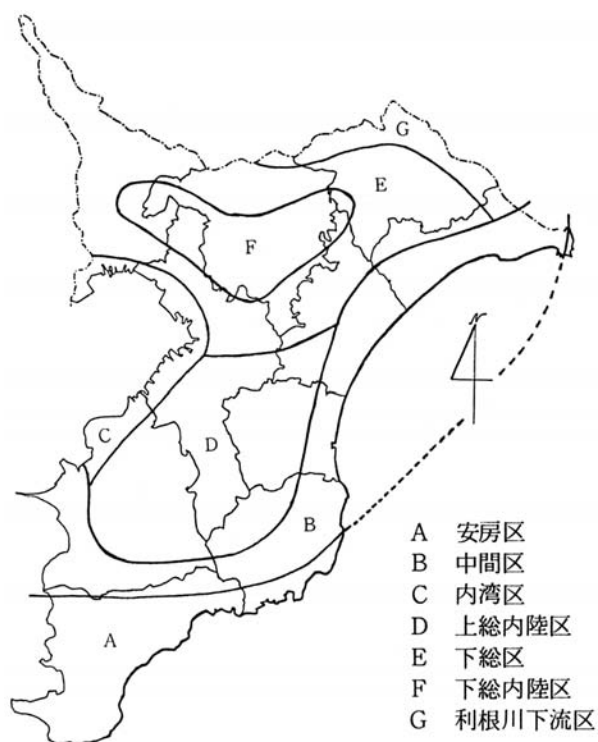 G
E
F
C
D
B
A
A 安房区
B 中間区
C 内湾区
D 上総内陸区
E 下総区
F 下総内陸区
G 利根川下流区